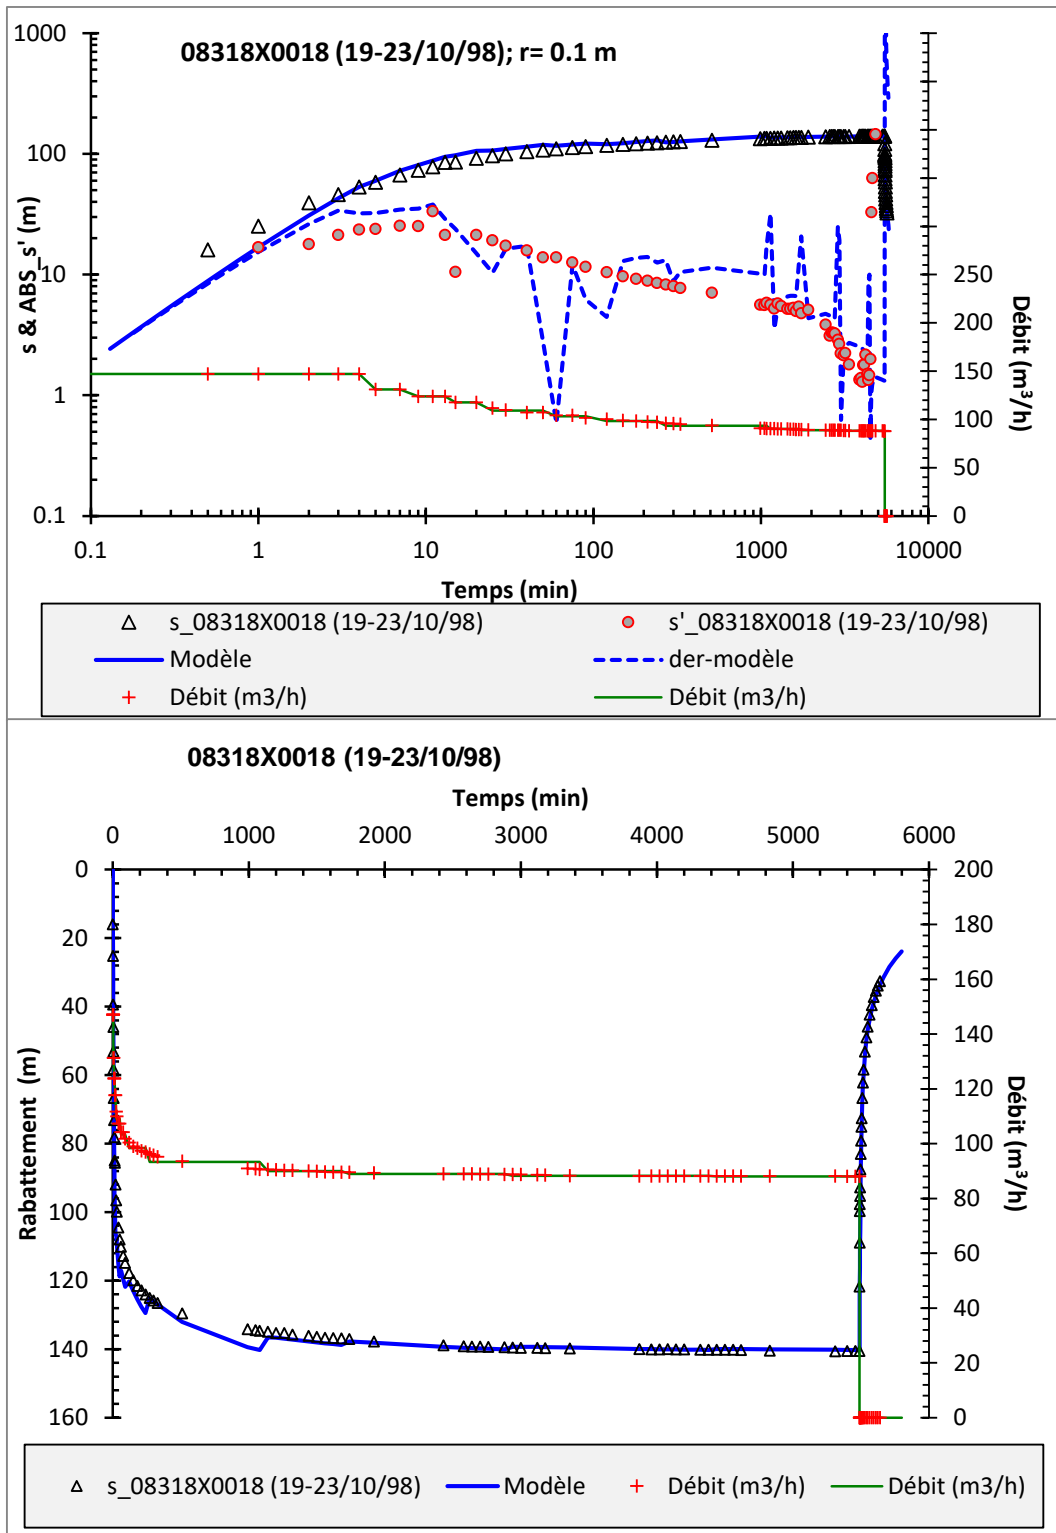 08318X0018 (19-23/10/98); r= 0.1 m
1000
100
10
1
0.1
s & ABS_s' (m)
250
200
150
100
50
0
Débit (m³/h)
0.1 1 10 100 1000 10000
Temps (min)
s_08318X0018 (19-23/10/98) s'_08318X0018 (19-23/10/98)
Modèle der-modèle
Débit (m3/h) Débit (m3/h)
08318X0018 (19-23/10/98)
Temps (min)
0 1000 2000 3000 4000 5000 6000
0
20
40
60
80
100
120
140
160
Rabattement (m)
200
180
160
140
120
100
80
60
40
20
0
Débit (m³/h)
s_08318X0018 (19-23/10/98) Modèle Débit (m3/h) Débit (m3/h)